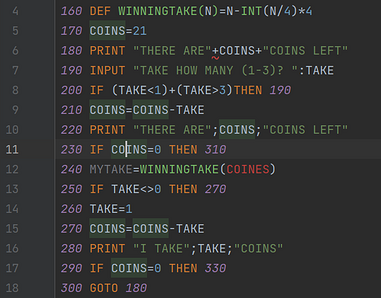 4 160 DEF WINNINGTAKE(N)=N-INT(N/4)*4
5 170 COINS=21
6 180 PRINT "THERE ARE"+COINS+"COINS LEFT"
7 190 INPUT "TAKE HOW MANY (1-3)? ":TAKE
8 200 IF (TAKE<1)+(TAKE>3)THEN 190
9 210 COINS=COINS-TAKE
10 220 PRINT "THERE ARE";COINS;"COINS LEFT"
11 230 IF COINS=0 THEN 310
12 240 MYTAKE=WINNINGTAKE(COINES)
13 250 IF TAKE<>0 THEN 270
14 260 TAKE=1
15 270 COINS=COINS-TAKE
16 280 PRINT "I TAKE";TAKE;"COINS"
17 290 IF COINS=0 THEN 330
18 300 GOTO 180